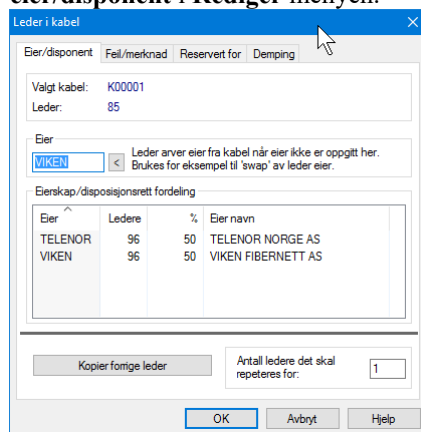 eier/disponent i Rediger menyen.
Leder i kabel
Eier/disponent Feil/merknad Reservert for Demping
Valgt kabel: K00001
Leder: 85
Eier
VIKEN < Leder arver eier fra kabel når eier ikke er oppgitt her.
Brukes for eksempel til 'swap' av leder eier.
Eierskap/disposisjonsrett fordeling
Eier Ledere % Eier navn
TELENOR 96 50 TELENOR NORGE AS
VIKEN 96 50 VIKEN FIBERNETT AS
Kopier forrige leder
Antall ledere det skal
repeteres for: 1
OK Avbryt Hjelp